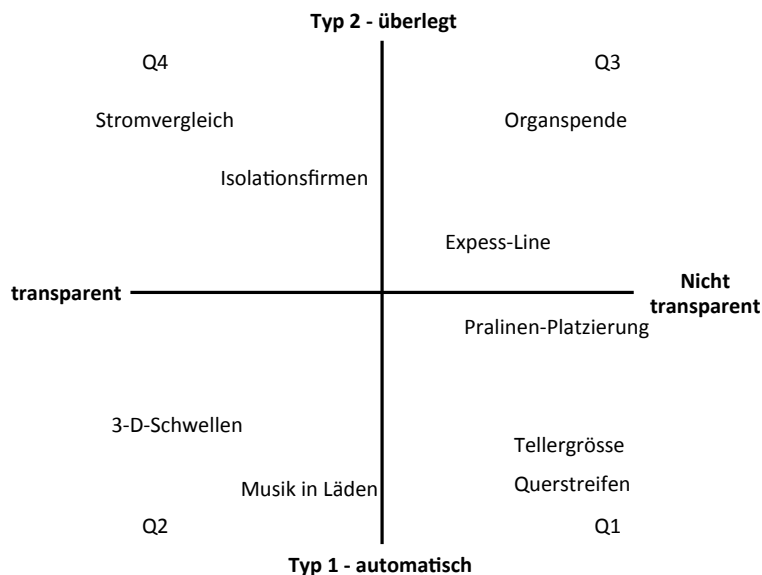 Typ 2 - überlegt
Q4
Q3
Stromvergleich
Organspende
Isolationsfirmen
Expess-Line
transparent
Nicht
transparent
Pralinen-Platzierung
3-D-Schwellen
Tellergrösse
Musik in Läden
Querstreifen
Q2
Q1
Typ 1 - automatisch